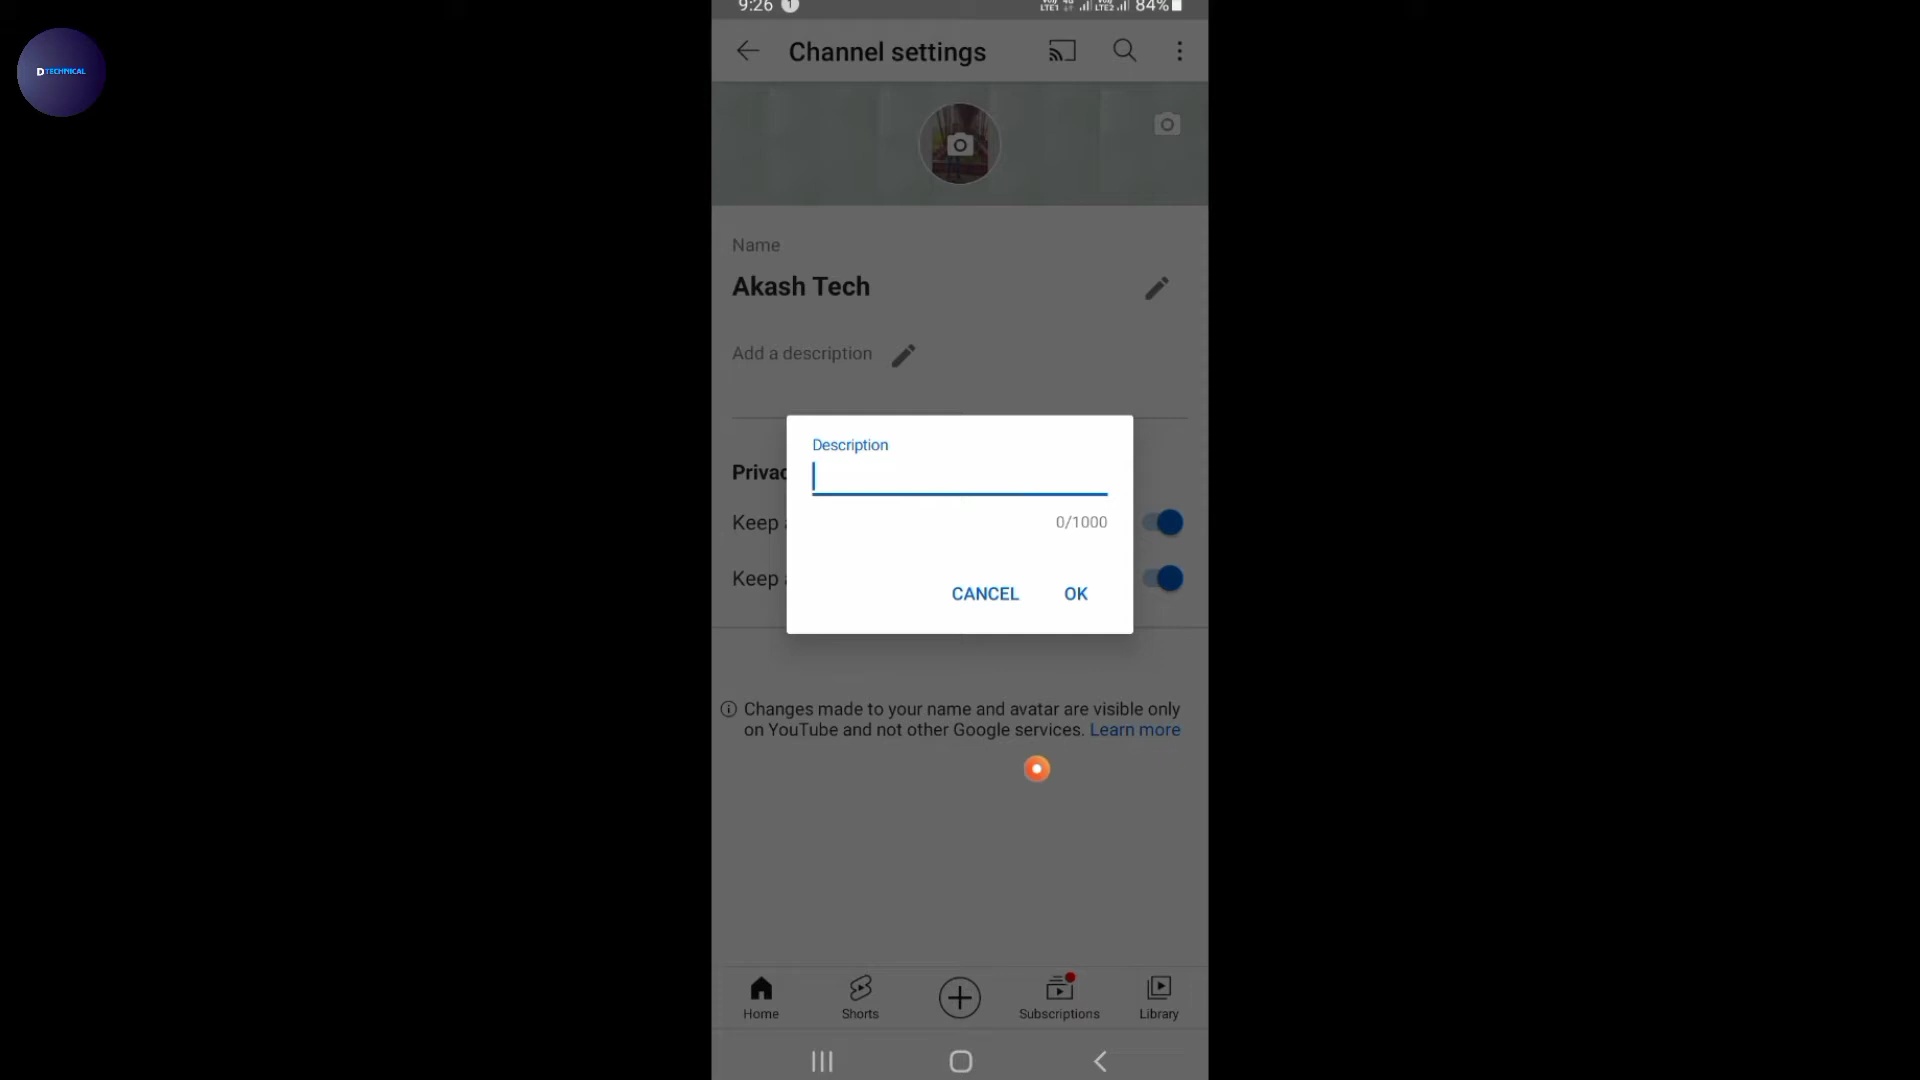 9:26 1 84%
D TECHNICAL
Channel settings
Name
Akash Tech
Add a description
Description
Privac
0/1000
Keep
Keep
CANCEL OK
Changes made to your name and avatar are visible only
on YouTube and not other Google services. Learn more
Home Shorts Subscriptions Library